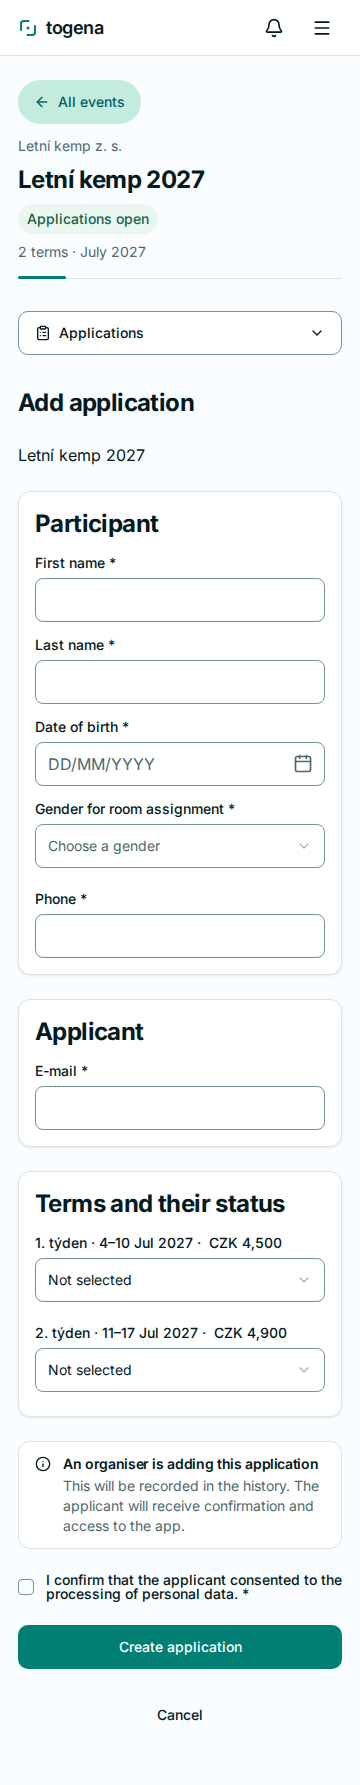 togena
All events
Letní kemp z. s.
Letní kemp 2027
Applications open
2 terms · July 2027
Applications
Add application
Letní kemp 2027
Participant
First name *
Last name *
Date of birth *
DD/MM/YYYY
Gender for room assignment *
Choose a gender
Phone *
Applicant
E-mail *
Terms and their status
1. týden · 4–10 Jul 2027 · CZK 4,500
Not selected
2. týden · 11–17 Jul 2027 · CZK 4,900
Not selected
An organiser is adding this application
This will be recorded in the history. The
applicant will receive confirmation and
access to the app.
I confirm that the applicant consented to the
processing of personal data. *
Create application
Cancel